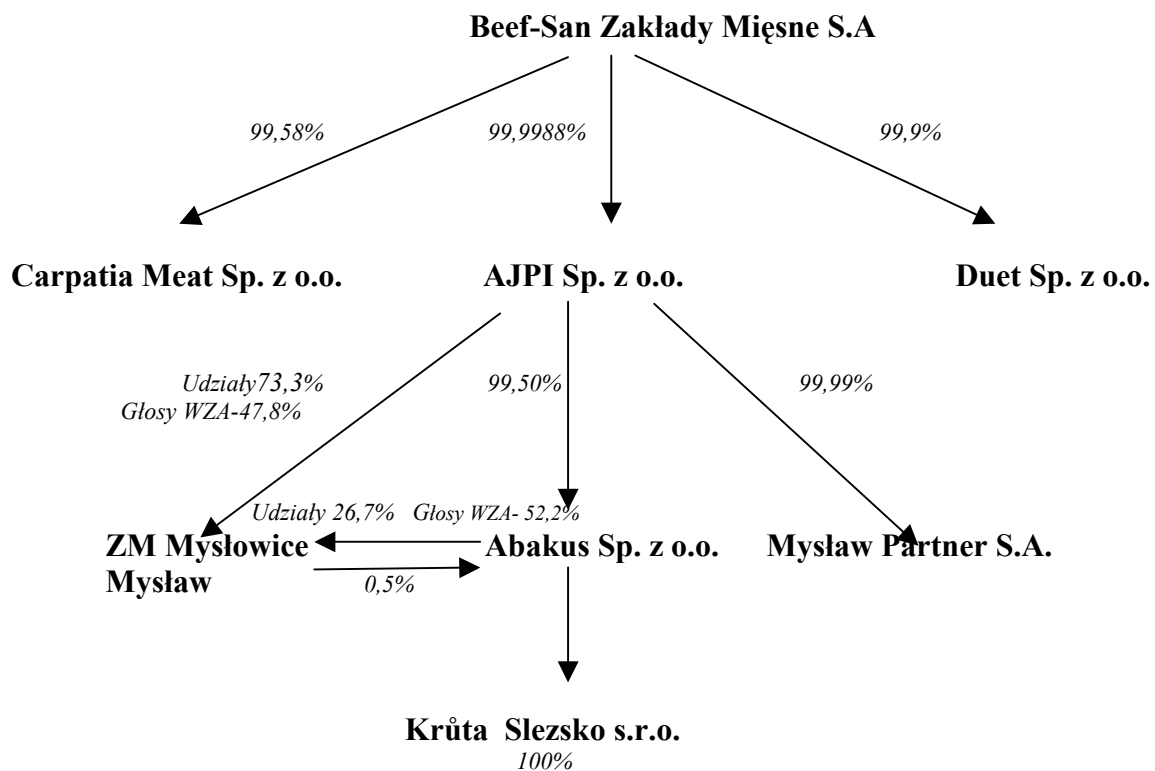 Beef-San Zakłady Mięsne S.A
99,58%
99,9988%
99,9%
Carpatia Meat Sp. z o.o.
AJPI Sp. z o.o.
Duet Sp. z o.o.
Udziały73,3%
Głosy WZA-47,8%
99,50%
99,99%
Udziały 26,7% Głosy WZA- 52,2%
ZM Mysłowice
Mysław
Abakus Sp. z o.o.
Mysław Partner S.A.
0,5%
Krůta Slezsko s.r.o.
100%